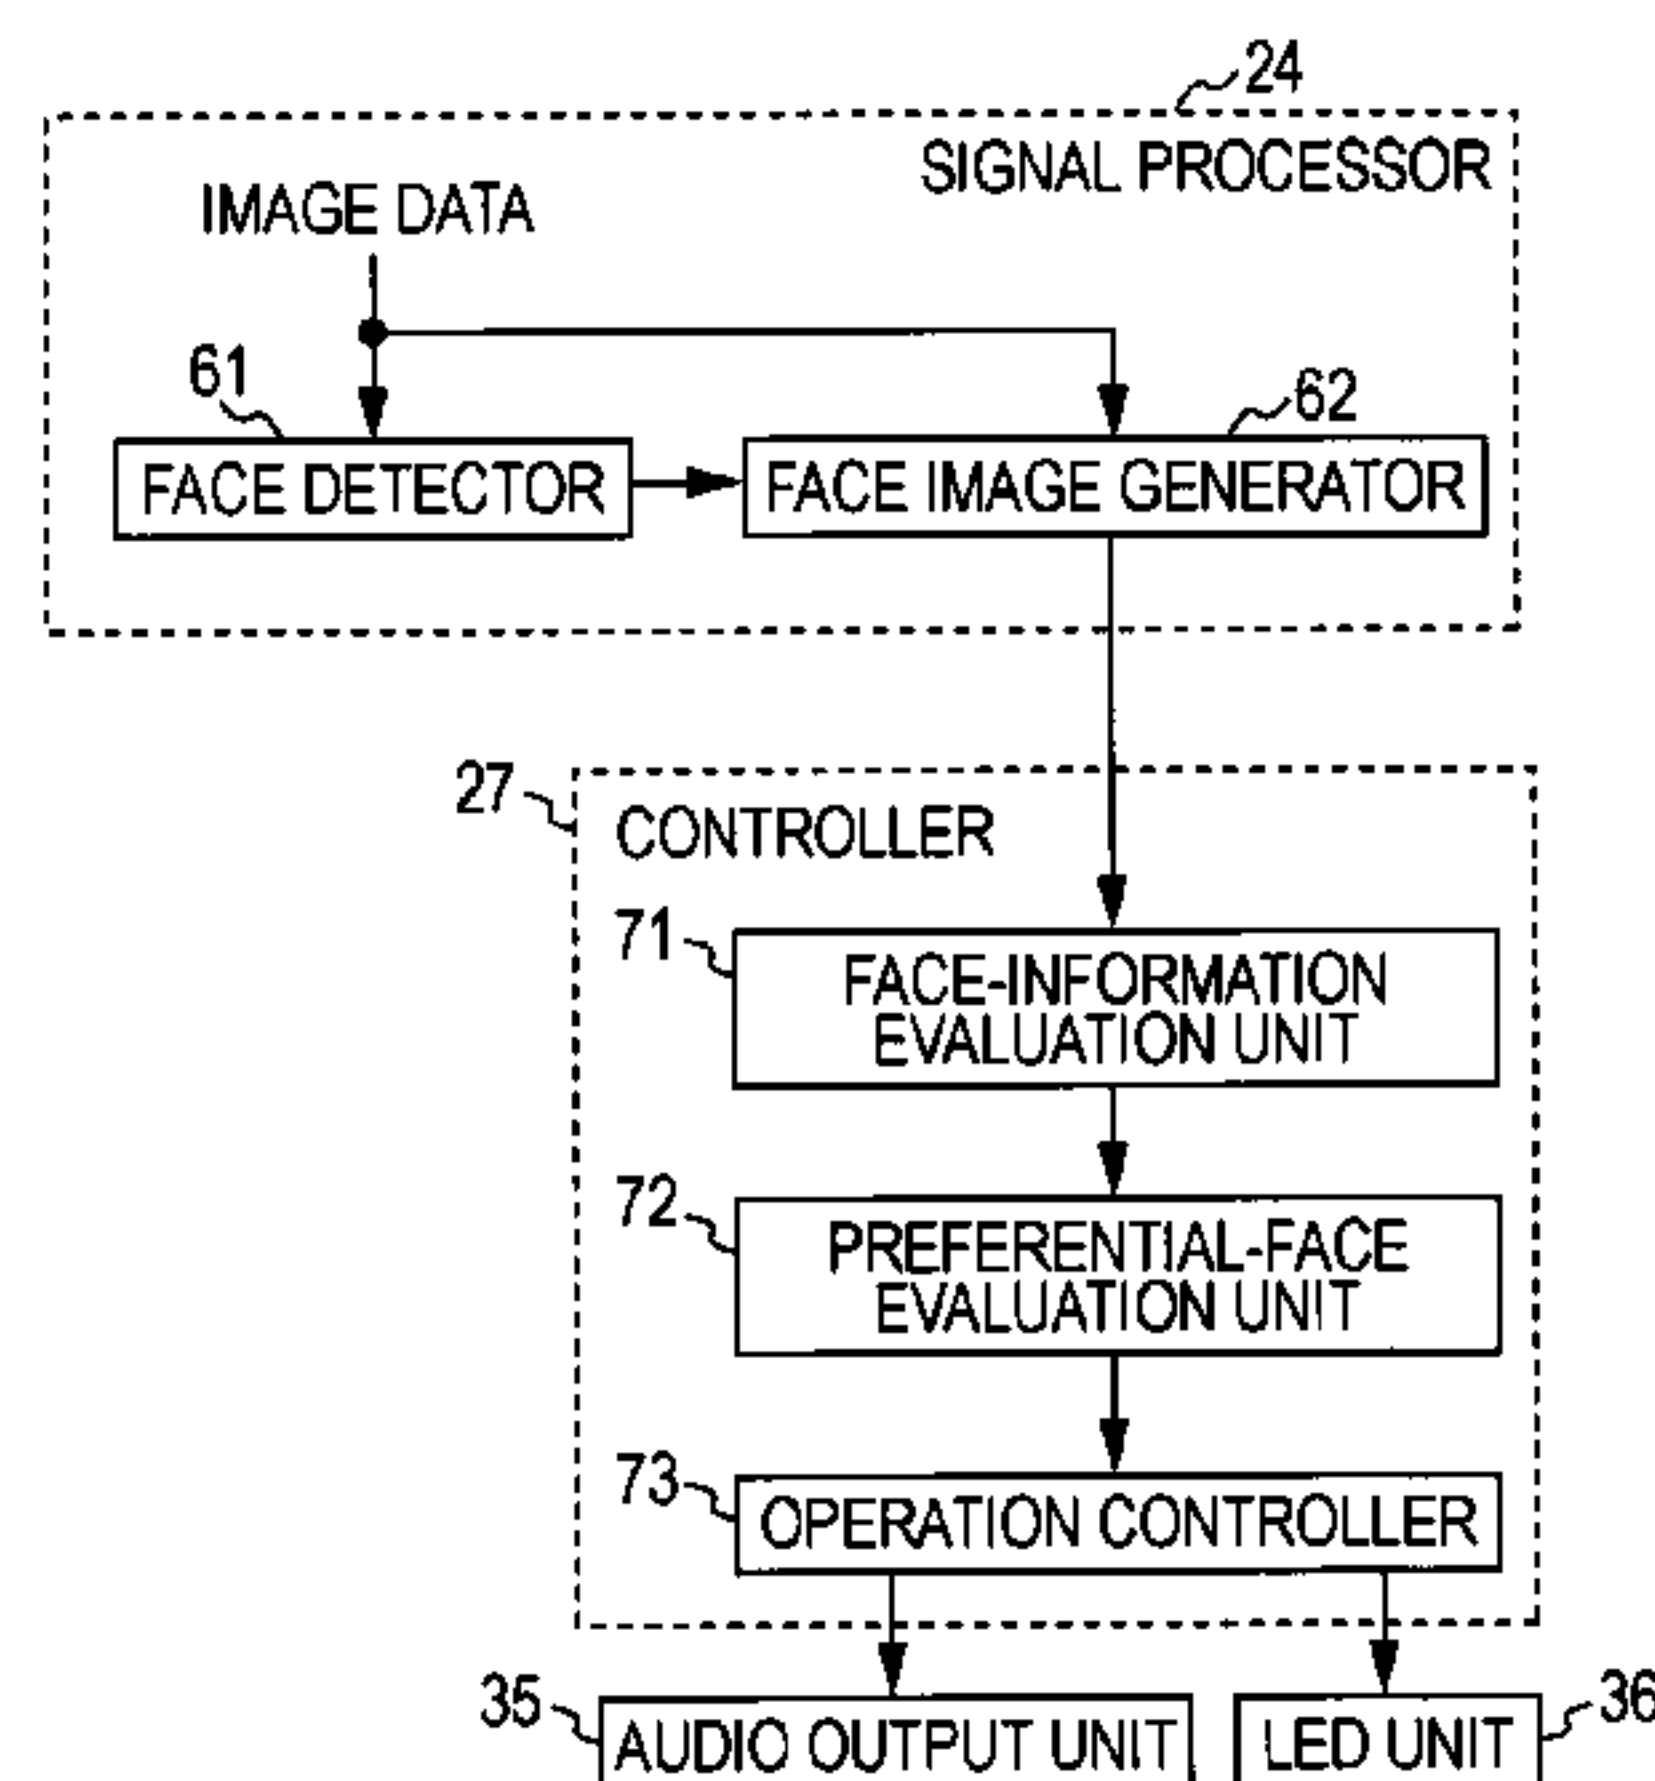 24
SIGNAL PROCESSOR
IMAGE DATA
61
62
FACE DETECTOR
FACE IMAGE GENERATOR
27
CONTROLLER
71
FACE-INFORMATION
EVALUATION UNIT
72
PREFERENTIAL-FACE
EVALUATION UNIT
73
OPERATION CONTROLLER
35
36
AUDIO OUTPUT UNIT
LED UNIT